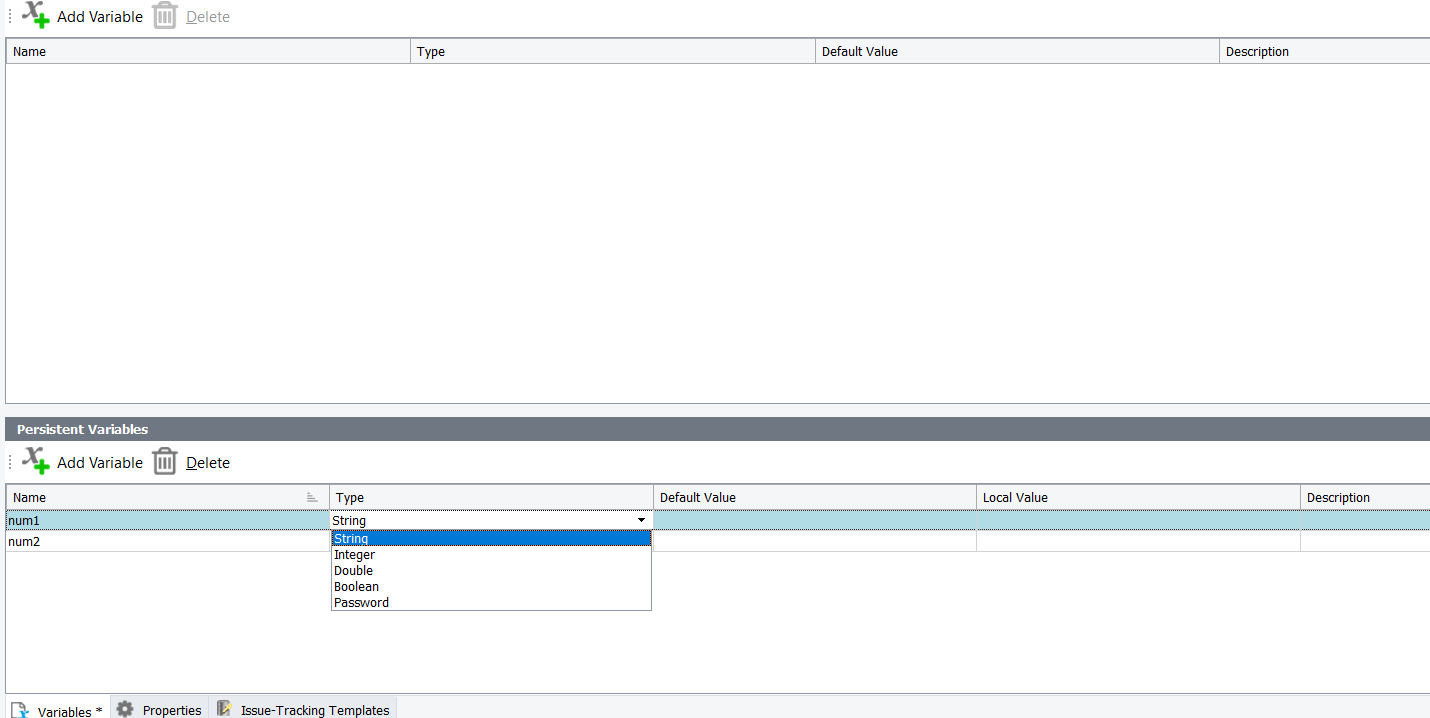 Add Variable Delete
Name Type Default Value Description
Persistent Variables
Add Variable Delete
Name Type Default Value Local Value Description
num1 String
String
num2
Integer
Double
Boolean
Password
Variables * Properties Issue-Tracking Templates